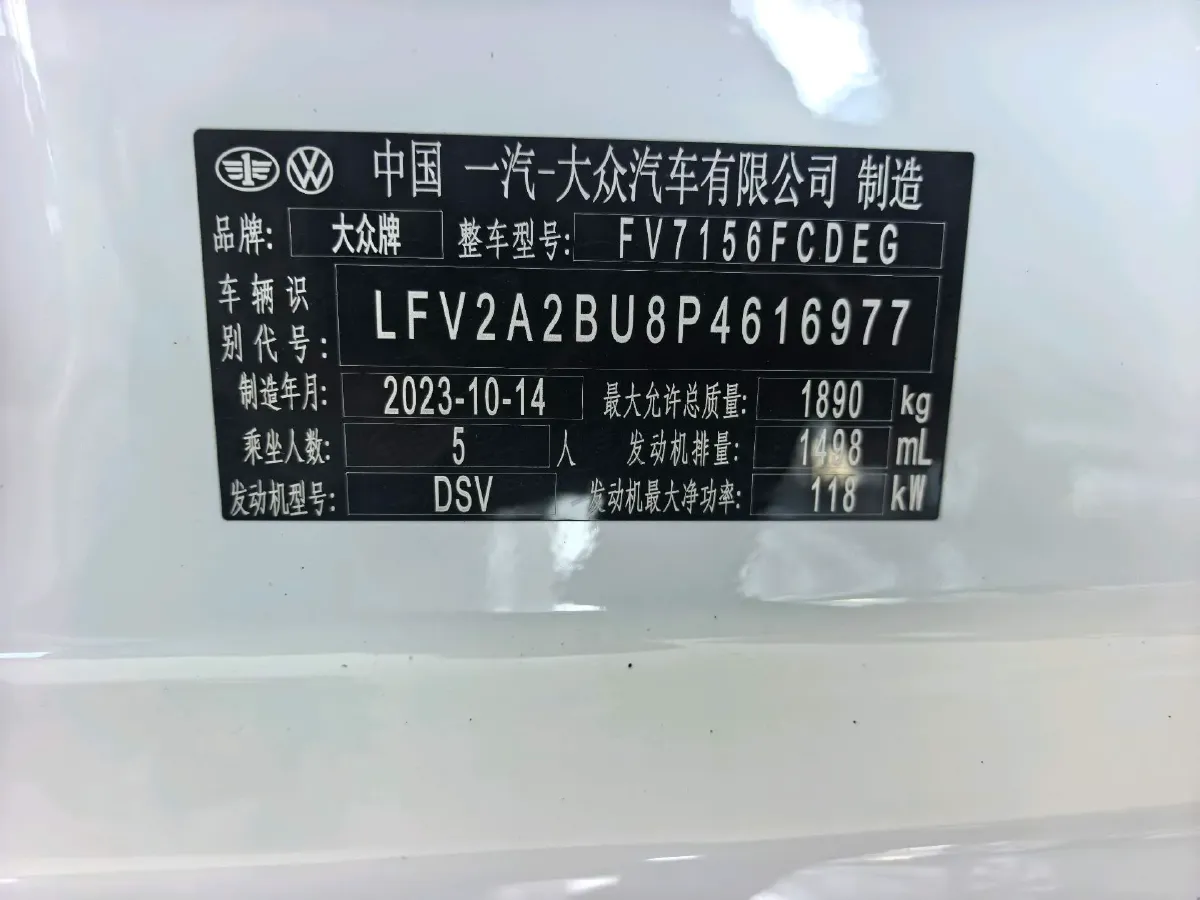 中国 一汽-大众汽车有限公司 制造
品牌: 大众牌 整车型号: FV7156FCDEG
车辆识别代号: LFV2A2BU8P4616977
制造年月: 2023-10-14 最大允许总质量: 1890 kg
乘坐人数: 5 人 发动机排量: 1498 mL
发动机型号: DSV 发动机最大净功率: 118 kW